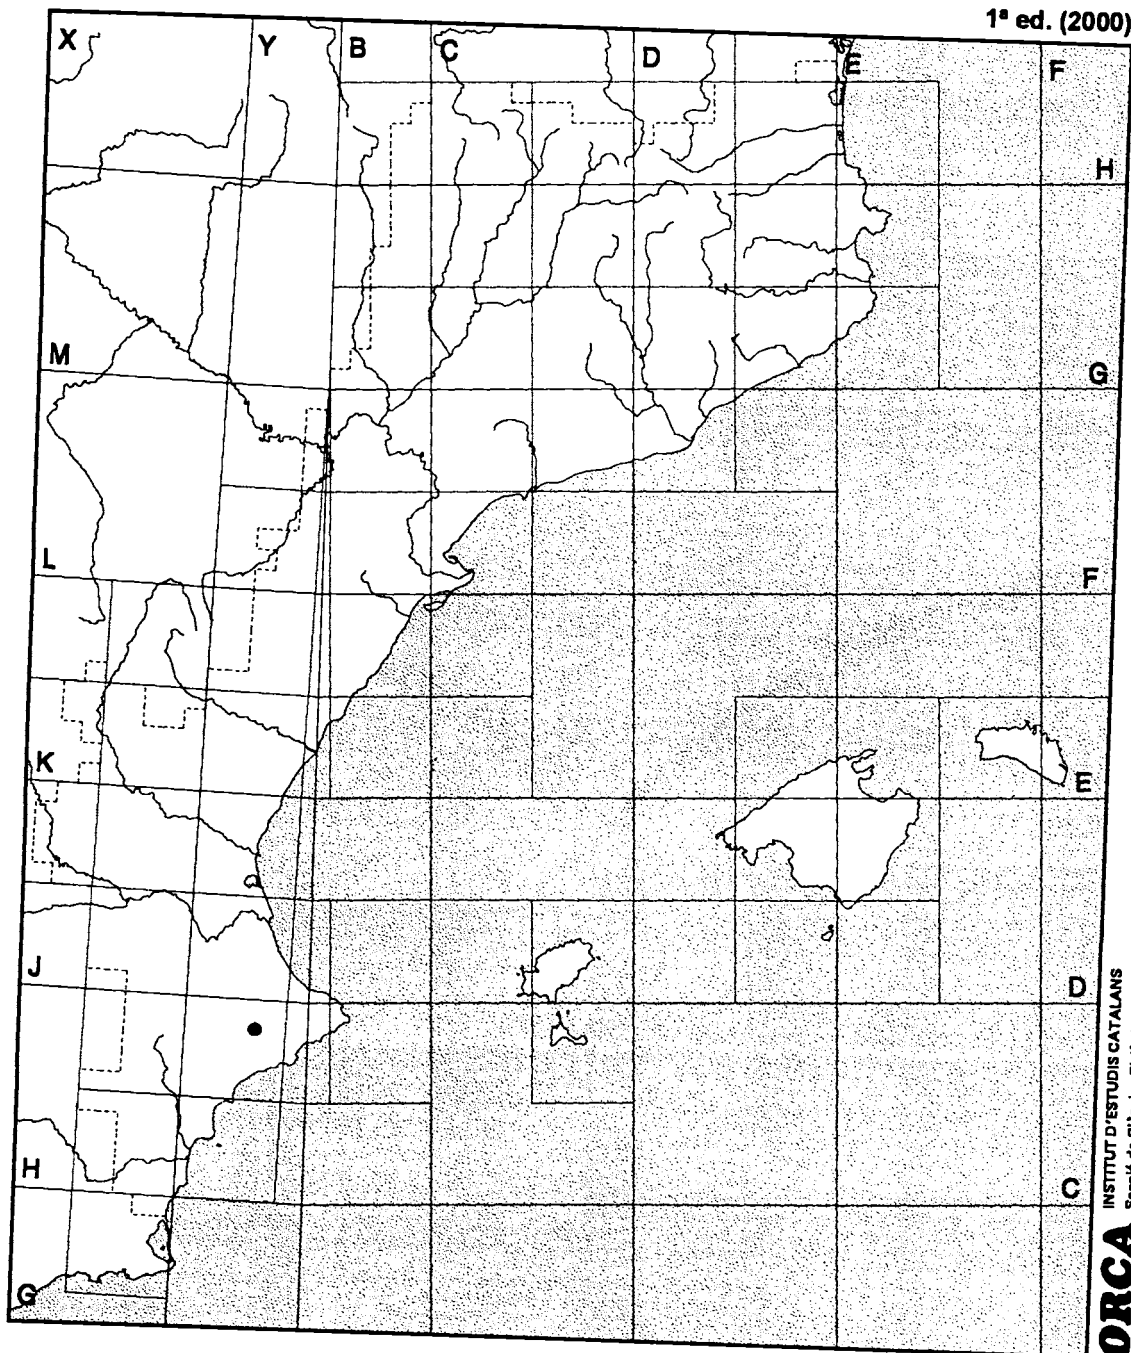 1ª ed. (2000)
X Y B C D E F
H
M G
L F
K E
J D
H C
G
ORCA INSTITUT D'ESTUDIS CATALANS